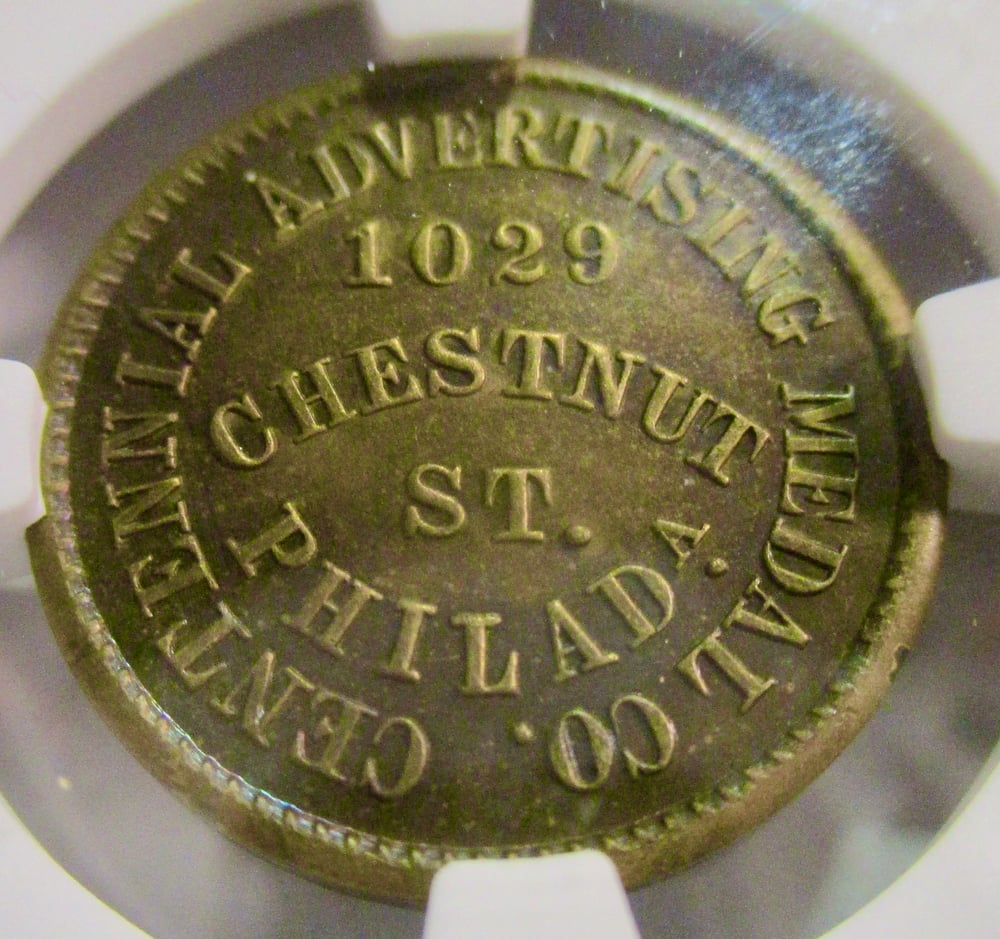 CENTENNIAL ADVERTISING MEDAL CO.
1029
CHESTNUT
ST.
PHILADA.